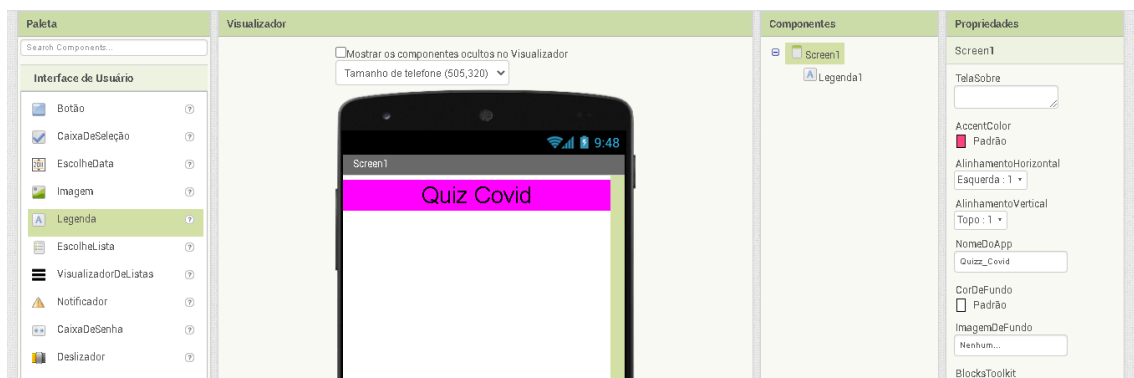 Paleta
Search Components...
Interface de Usuário
Botão
CaixaDeSeleção
EscolheData
Imagem
Legenda
EscolheLista
VisualizadorDeListas
Notificador
CaixaDeSenha
Deslizador
Visualizador
Mostrar os componentes ocultos no Visualizador
Tamanho de telefone (505,320)
9:48
Screen1
Quiz Covid
Componentes
Screen1
A Legenda1
Propriedades
Screen1
TelaSobre
AccentColor
Padrão
AlinhamentoHorizontal
Esquerda : 1
AlinhamentoVertical
Topo : 1
NomeDoApp
Quizz_Covid
CorDeFundo
Padrão
ImagemDeFundo
Nenhum...
BlocksToolkit